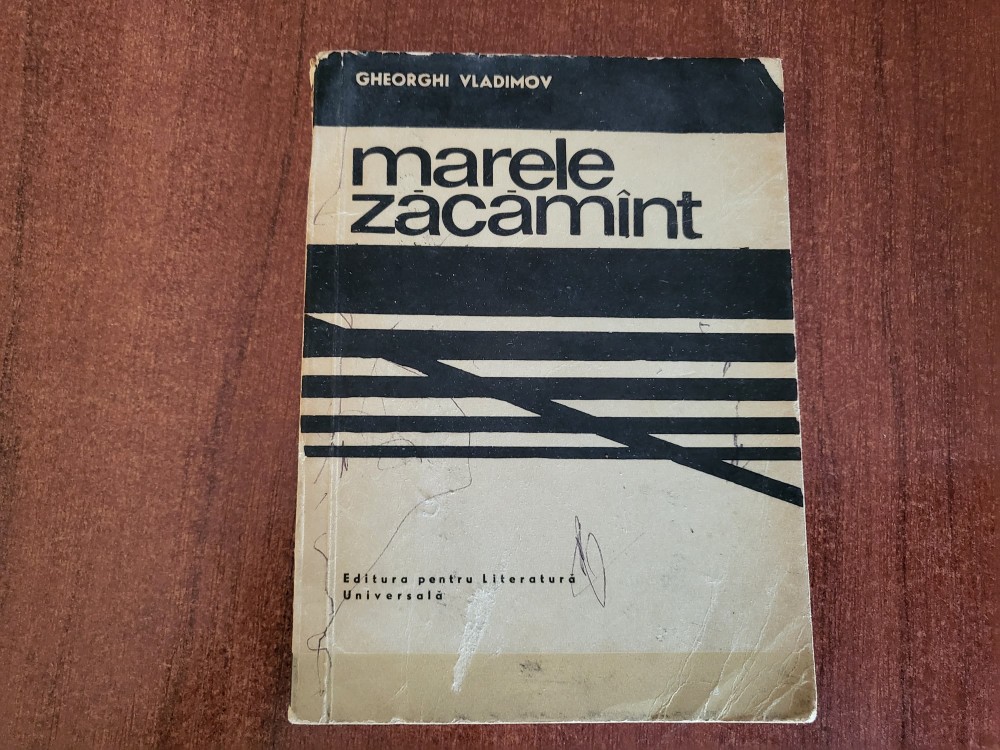 GHEORGHI VLADIMOV
marele
zăcămînt
Editura pentru Literatură
Universală